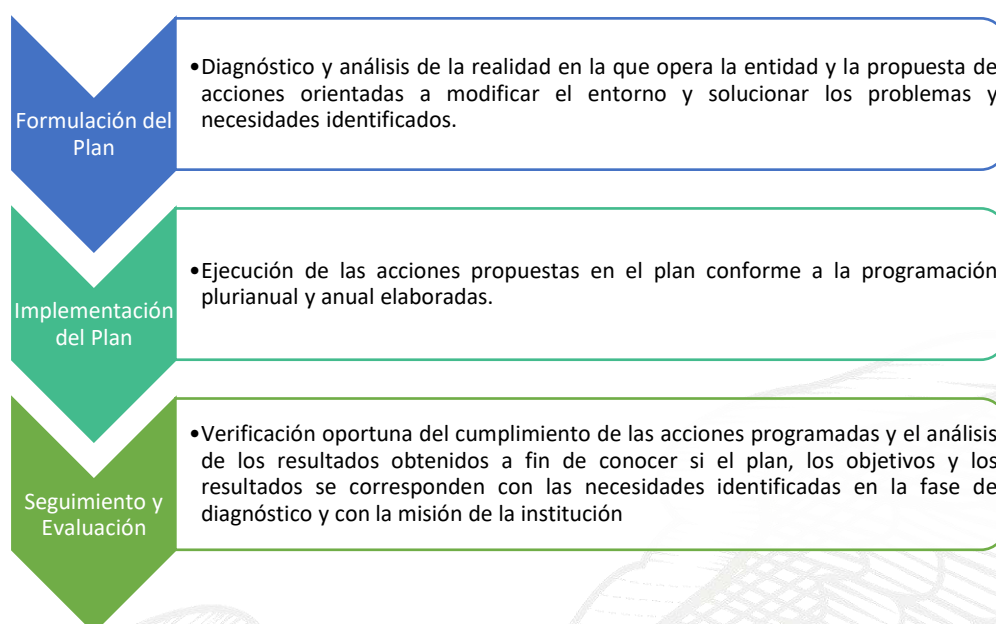 Formulación del
Plan
•Diagnóstico y análisis de la realidad en la que opera la entidad y la propuesta de
acciones orientadas a modificar el entorno y solucionar los problemas y
necesidades identificados.
Implementación
del Plan
•Ejecución de las acciones propuestas en el plan conforme a la programación
plurianual y anual elaboradas.
Seguimiento y
Evaluación
•Verificación oportuna del cumplimiento de las acciones programadas y el análisis
de los resultados obtenidos a fin de conocer si el plan, los objetivos y los
resultados se corresponden con las necesidades identificadas en la fase de
diagnóstico y con la misión de la institución